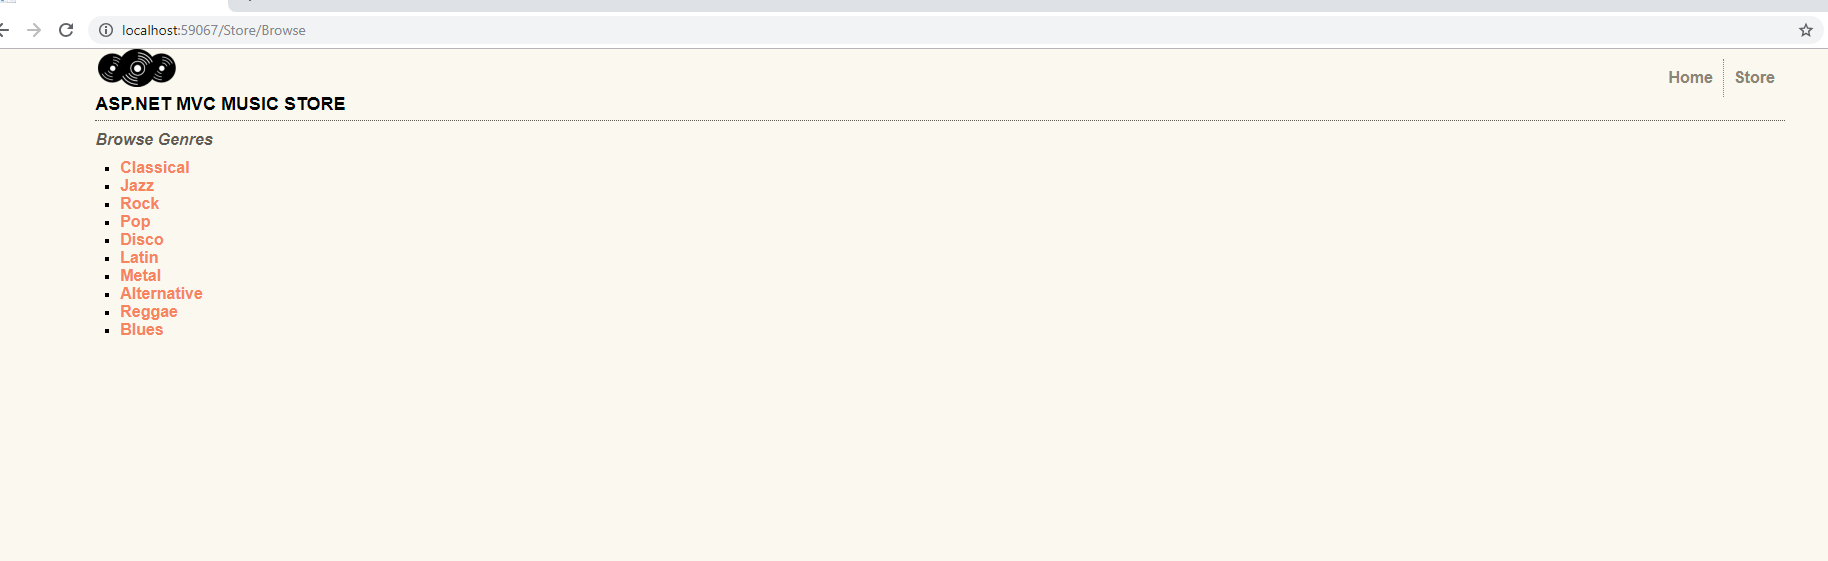 localhost:59067/Store/Browse
Home Store
ASP.NET MVC MUSIC STORE
Browse Genres
Classical
Jazz
Rock
Pop
Disco
Latin
Metal
Alternative
Reggae
Blues